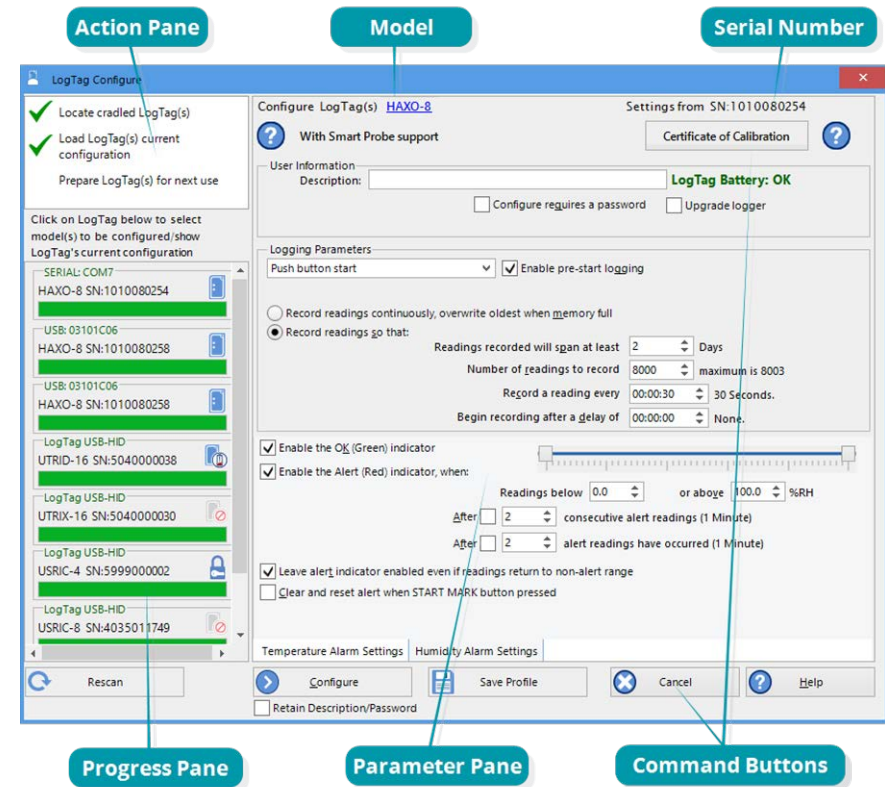 Action Pane
Model
Serial Number
LogTag Configure
Locate cradled LogTag(s)
Load LogTag(s) current
configuration
Prepare LogTag(s) for next use
Click on LogTag below to select
model(s) to be configured/show
LogTag's current configuration
SERIAL: COM7
HAXO-8 SN:1010080254
USB: 03101C06
HAXO-8 SN:1010080258
USB: 03101C06
HAXO-8 SN:1010080258
LogTag USB-HID
UTRID-16 SN:5040000038
LogTag USB-HID
UTRIX-16 SN:5040000030
LogTag USB-HID
USRIC-4 SN:5999000002
LogTag USB-HID
USRIC-8 SN:4035011749
Rescan
Configure LogTag(s) HAXO-8 Settings from SN:1010080254
With Smart Probe support Certificate of Calibration
User Information
Description: LogTag Battery: OK
Configure requires a password Upgrade logger
Logging Parameters
Push button start Enable pre-start logging
Record readings continuously, overwrite oldest when memory full
Record readings so that:
Readings recorded will span at least 2 Days
Number of readings to record 8000 maximum is 8003
Record a reading every 00:00:30 30 Seconds.
Begin recording after a delay of 00:00:00 None.
Enable the OK (Green) indicator
Enable the Alert (Red) indicator, when:
Readings below 0.0 or above 100.0 %RH
After 2 consecutive alert readings (1 Minute)
After 2 alert readings have occurred (1 Minute)
Leave alert indicator enabled even if readings return to non-alert range
Clear and reset alert when START MARK button pressed
Temperature Alarm Settings Humidity Alarm Settings
Configure Save Profile Cancel Help
Retain Description/Password
Progress Pane
Parameter Pane
Command Buttons